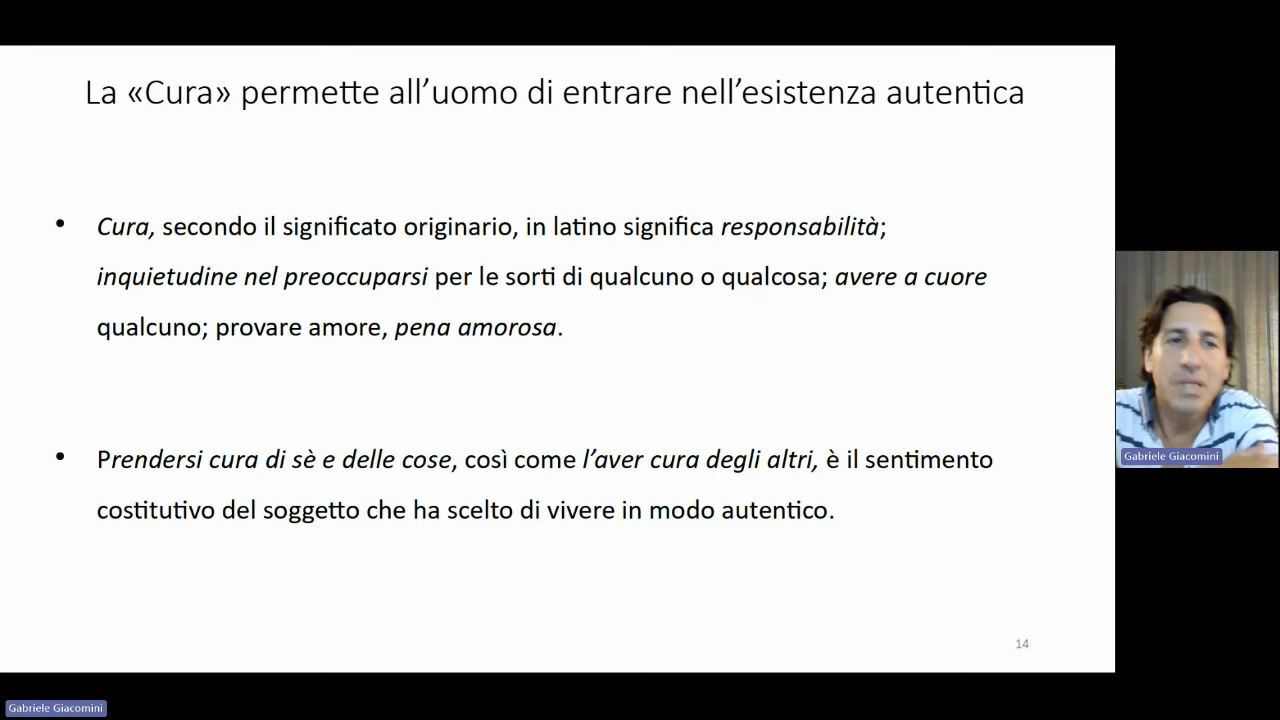 La «Cura» permette all’uomo di entrare nell’esistenza autentica
• Cura, secondo il significato originario, in latino significa responsabilità;
inquietudine nel preoccuparsi per le sorti di qualcuno o qualcosa; avere a cuore
qualcuno; provare amore, pena amorosa.
• Prendersi cura di sè e delle cose, così come l’aver cura degli altri, è il sentimento
costitutivo del soggetto che ha scelto di vivere in modo autentico.
14
Gabriele Giacomini
Gabriele Giacomini